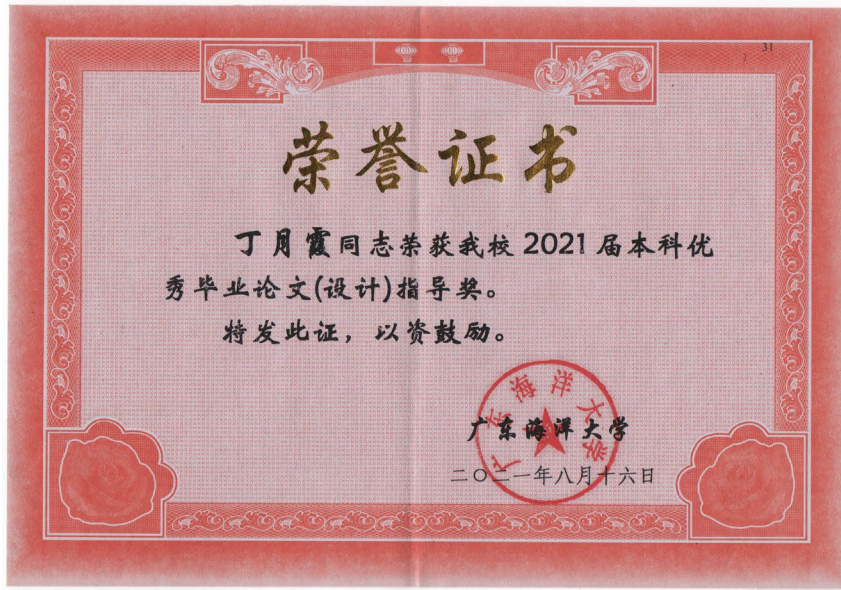 31
荣誉证书
丁月霞同志荣获我校2021届本科优
秀毕业论文(设计)指导奖。
特发此证，以资鼓励。
广东海洋大学
广东海洋大学
二〇二一年八月十六日